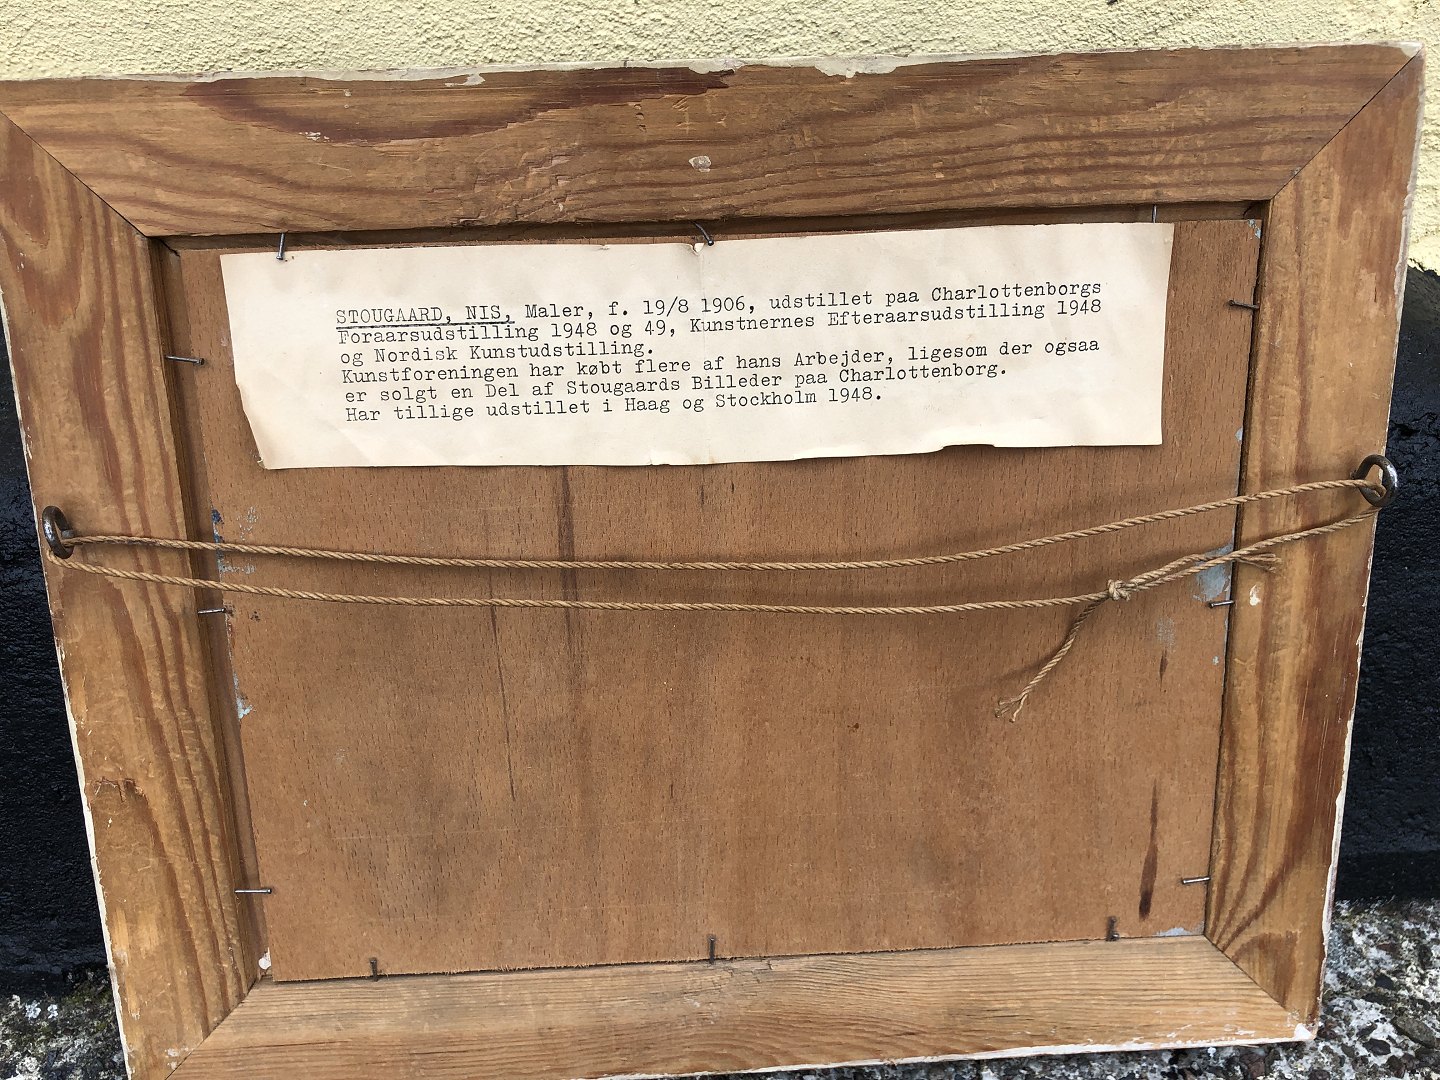 STOUGAARD, NIS, Maler, f. 19/8 1906, udstillet paa Charlottenborgs
Foraarsudstilling 1948 og 49, Kunstnernes Efteraarsudstilling 1948
og Nordisk Kunstudstilling.
Kunstforeningen har købt flere af hans Arbejder, ligesom der ogsaa
er solgt en Del af Stougaards Billeder paa Charlottenborg.
Har tillige udstillet i Haag og Stockholm 1948.